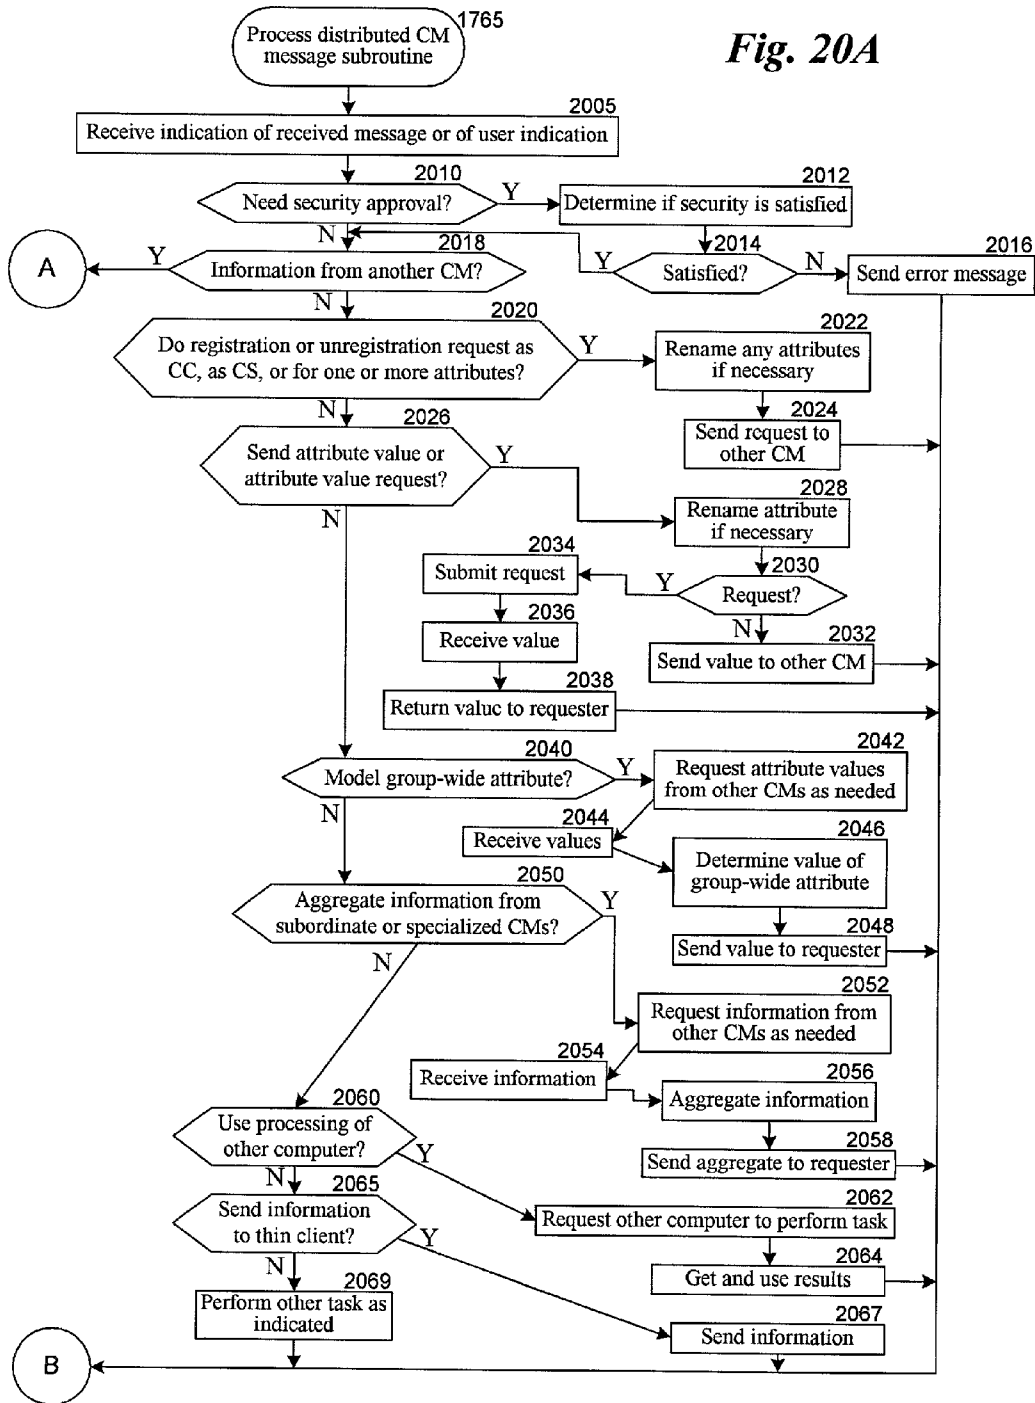 1765
Process distributed CM
message subroutine
Fig. 20A
2005
Receive indication of received message or of user indication
2010
Need security approval?
Y
N
2012
Determine if security is satisfied
2014
Satisfied?
Y
N
2016
Send error message
2018
Information from another CM?
Y
N
A
2020
Do registration or unregistration request as
CC, as CS, or for one or more attributes?
Y
N
2022
Rename any attributes
if necessary
2024
Send request to
other CM
2026
Send attribute value or
attribute value request?
Y
N
2028
Rename attribute
if necessary
2030
Request?
Y
N
2034
Submit request
2036
Receive value
2032
Send value to other CM
2038
Return value to requester
2040
Model group-wide attribute?
Y
N
2042
Request attribute values
from other CMs as needed
2044
Receive values
2046
Determine value of
group-wide attribute
2048
Send value to requester
2050
Aggregate information from
subordinate or specialized CMs?
Y
N
2052
Request information from
other CMs as needed
2054
Receive information
2056
Aggregate information
2058
Send aggregate to requester
2060
Use processing of
other computer?
Y
N
2062
Request other computer to perform task
2064
Get and use results
2065
Send information
to thin client?
Y
N
2067
Send information
2069
Perform other task as
indicated
B